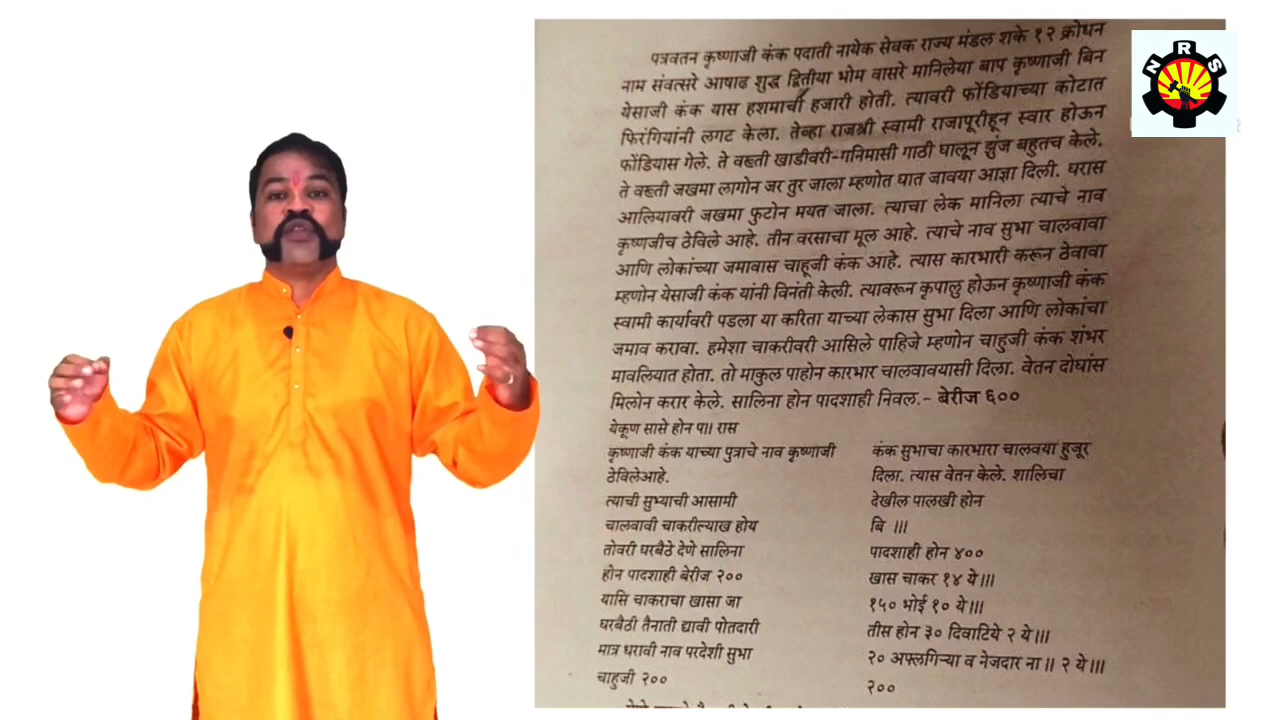 NRS
पत्रवतन कृष्णाजी कंक पदाती नायेक सेवक राज्य मंडल शके १२ क्रोधन
नाम संवत्सरे आषाढ शुद्ध द्वितीया भोम वासरे मानिलेया बाप कृष्णाजी बिन
येसाजी कंक यास हशमाची हजारी होती. त्यावरी फोंडियाच्या कोटात
फिरंगियांनी लगट केला. तेव्हा राजश्री स्वामी राजापूरीहून स्वार होऊन
फोंडियास गेले. ते वख्ती खाडीवरी-गनिमासी गाठी घालून झुंज बहुतच केले.
ते वख्ती जखमा लागोन जर तुर जाला म्हणोत घात जावया आज्ञा दिली. घरास
आलियावरी जखमा फुटोन मयत जाला. त्याचा लेक मानिला त्याचे नाव
कृष्णजीच ठेविले आहे. तीन वरसाचा मूल आहे. त्याचे नाव सुभा चालवावा
आणि लोकांच्या जमावास चाहूजी कंक आहे. त्यास कारभारी करून ठेवावा
म्हणोन येसाजी कंक यांनी विनंती केली. त्यावरून कृपालु होऊन कृष्णाजी कंक
स्वामी कार्यावरी पडला या करिता याच्या लेकास सुभा दिला आणि लोकांचा
जमाव करावा. हमेशा चाकरीवरी आसिले पाहिजे म्हणोन चाहुजी कंक शंभर
मावलियात होता. तो माकुल पाहोन कारभार चालवावयासी दिला. वेतन दोघांस
मिलोन करार केले. सालिना होन पादशाही निवल.- बेरीज ६००
येकूण सासे होन पा।। रास
कृष्णाजी कंक याच्या पुत्राचे नाव कृष्णाजी
ठेविलेआहे.
त्याची सुभ्याची आसामी
चालवावी चाकरील्याख होय
तोवरी घरबैठे देणे सालिना
होन पादशाही बेरीज २००
यासि चाकराचा खासा जा
घरबैठी तैनाती द्यावी पोतदारी
मात्र धरावी नाव परदेशी सुभा
चाहुजी २००
कंक सुभाचा कारभारा चालवया हुजूर
दिला. त्यास वेतन केले. शालिचा
देखील पालखी होन
बि ।।।
पादशाही होन ४००
खास चाकर १४ ये।।।
१५० भोई १० ये।।।
तीस होन ३० दिवाटिये २ ये।।।
२० अफ्लगिऱ्या व नेजदार ना।। २ ये।।।
२००